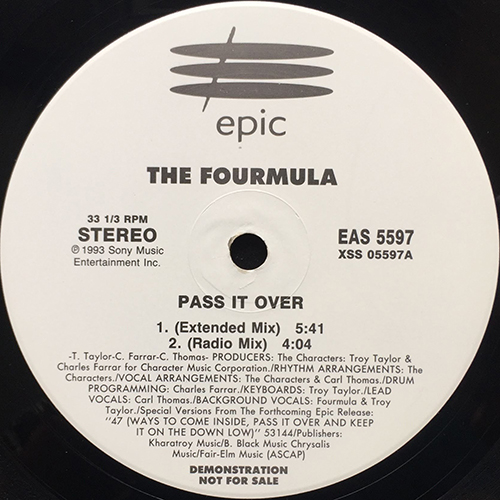 epic
THE FOURMULA
33 1/3 RPM
STEREO
℗ 1993 Sony Music
Entertainment Inc.
EAS 5597
XSS 05597A
PASS IT OVER
1. (Extended Mix) 5:41
2. (Radio Mix) 4:04
-T. Taylor-C. Farrar-C. Thomas- PRODUCERS: The Characters: Troy Taylor &
Charles Farrar for Character Music Corporation./RHYTHM ARRANGEMENTS: The
Characters./VOCAL ARRANGEMENTS: The Characters & Carl Thomas./DRUM
PROGRAMMING: Charles Farrar./KEYBOARDS: Troy Taylor./LEAD
VOCALS: Carl Thomas./BACKGROUND VOCALS: Fourmula & Troy
Taylor./Special Versions From The Forthcoming Epic Release:
"47 (WAYS TO COME INSIDE, PASS IT OVER AND KEEP
IT ON THE DOWN LOW)" 53144/Publishers:
Kharatroy Music/B. Black Music Chrysalis
Music/Fair-Elm Music (ASCAP)
DEMONSTRATION
NOT FOR SALE